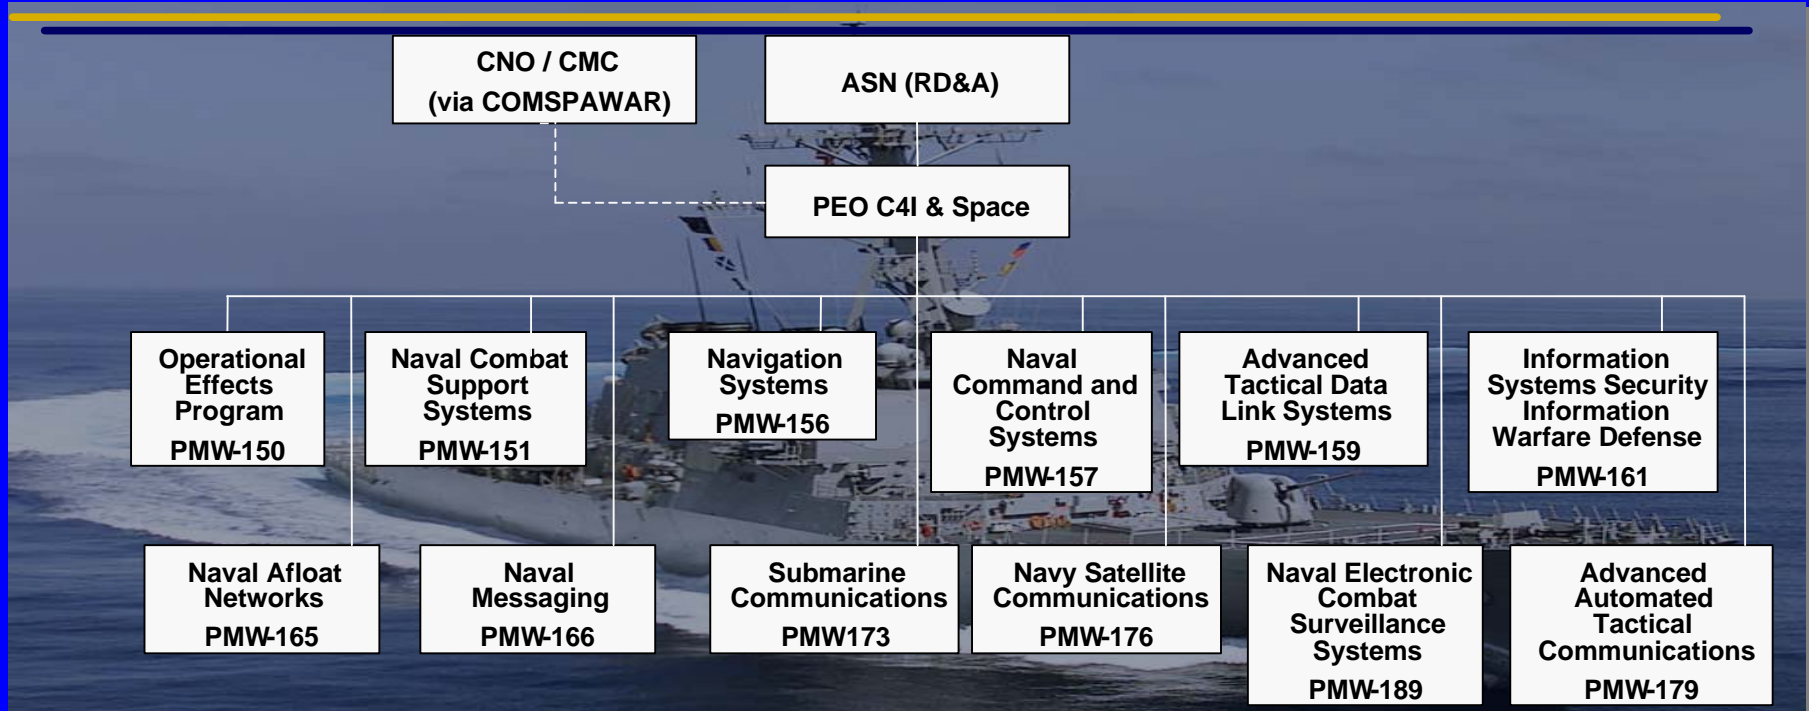 CNO / CMC
(via COMSPAWAR)
ASN (RD&A)
PEO C4I & Space
Operational
Effects
Program
PMW-150
Naval Combat
Support
Systems
PMW-151
Navigation
Systems
PMW-156
Naval
Command and
Control
Systems
PMW-157
Advanced
Tactical Data
Link Systems
PMW-159
Information
Systems Security
Information
Warfare Defense
PMW-161
Naval Afloat
Networks
PMW-165
Naval
Messaging
PMW-166
Submarine
Communications
PMW173
Navy Satellite
Communications
PMW-176
Naval Electronic
Combat
Surveillance
Systems
PMW-189
Advanced
Automated
Tactical
Communications
PMW-179